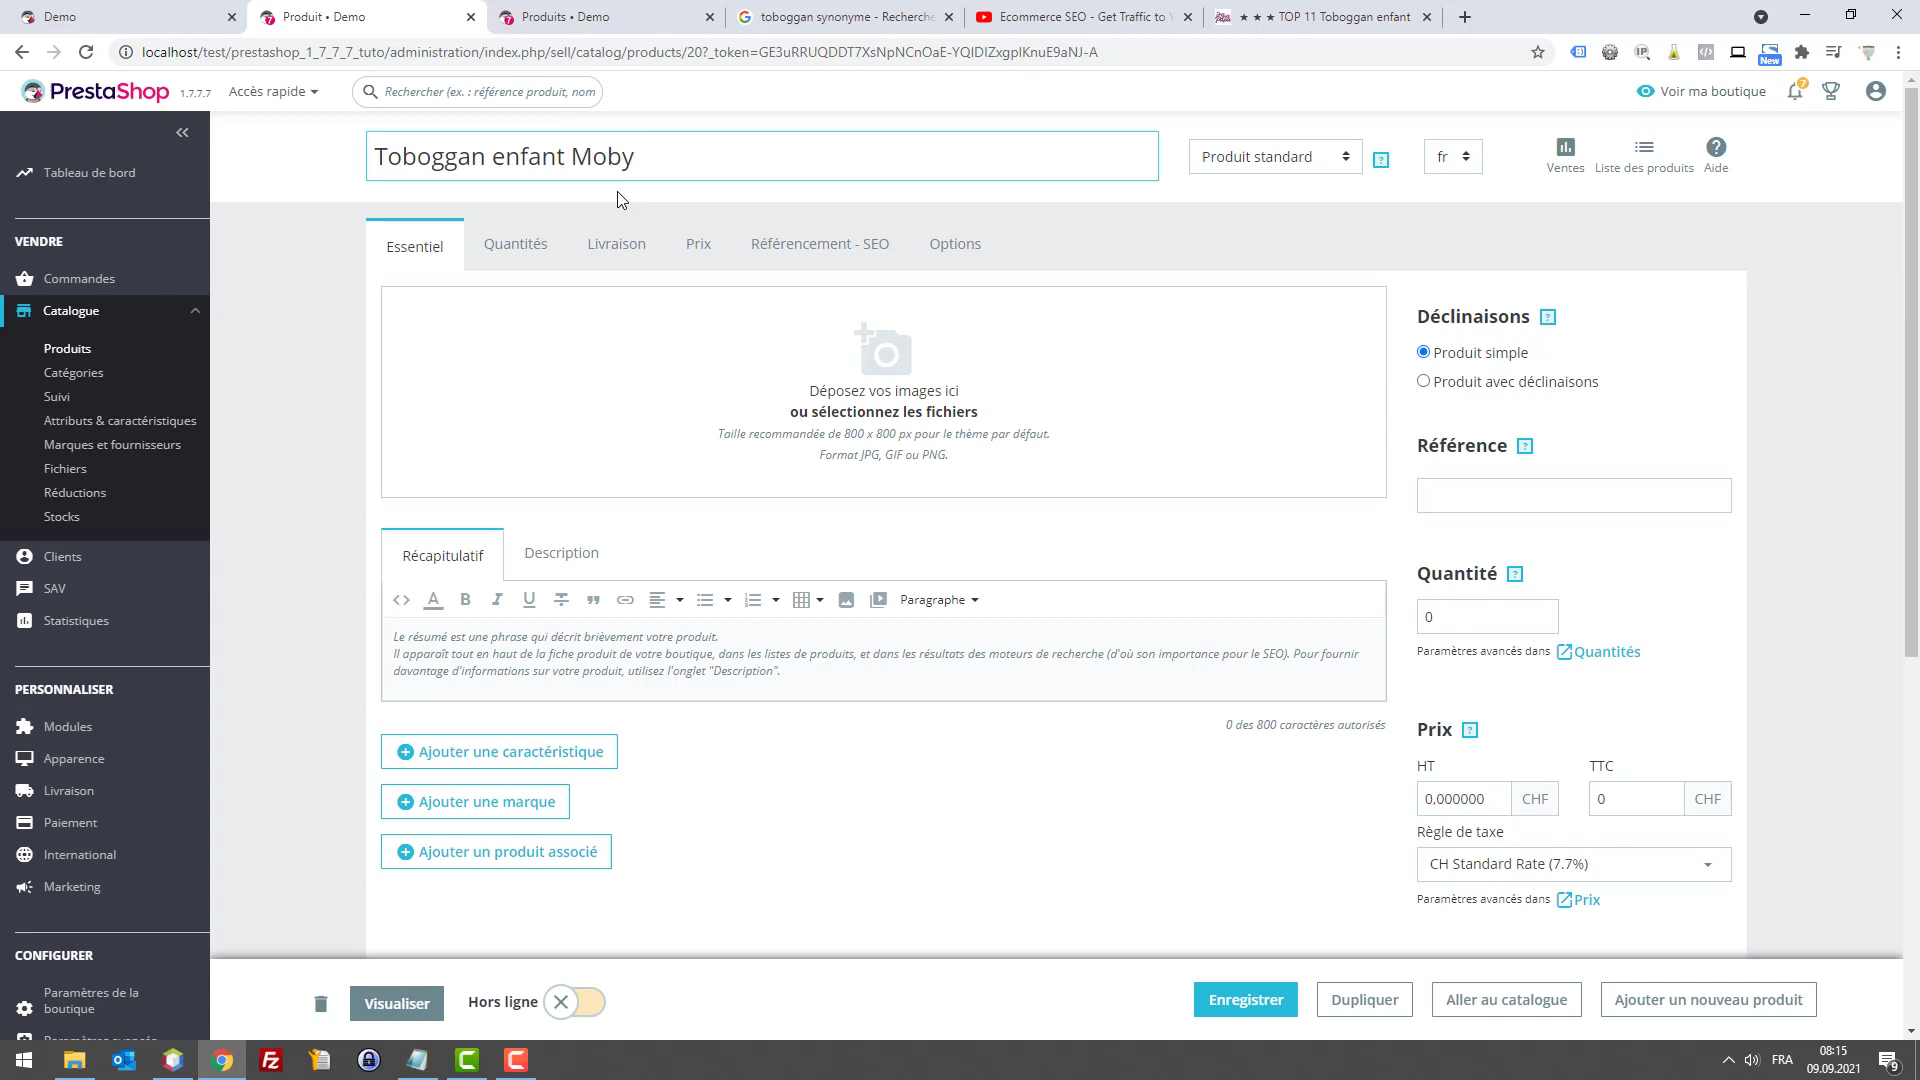 Demo
Produit • Demo
Produits • Demo
toboggan synonyme - Recherche
Ecommerce SEO - Get Traffic to Y
★ ★ ★ TOP 11 Toboggan enfant
localhost/test/prestashop_1_7_7_7_tuto/administration/index.php/sell/catalog/products/20?_token=GE3uRRUQDDT7XsNpNCnOaE-YQIDIZxgpIKnuE9aNJ-A
New
PrestaShop 1.7.7.7
Accès rapide
Rechercher (ex. : référence produit, nom
Voir ma boutique
7
Toboggan enfant Moby
Produit standard
?
fr
Ventes
Liste des produits
Aide
Tableau de bord
VENDRE
Commandes
Catalogue
Produits
Catégories
Suivi
Attributs & caractéristiques
Marques et fournisseurs
Fichiers
Réductions
Stocks
Clients
SAV
Statistiques
PERSONNALISER
Modules
Apparence
Livraison
Paiement
International
Marketing
CONFIGURER
Paramètres de la boutique
Essentiel
Quantités
Livraison
Prix
Référencement - SEO
Options
Déposez vos images ici
ou sélectionnez les fichiers
Taille recommandée de 800 x 800 px pour le thème par défaut.
Format JPG, GIF ou PNG.
Récapitulatif
Description
Paragraphe
Le résumé est une phrase qui décrit brièvement votre produit.
Il apparaît tout en haut de la fiche produit de votre boutique, dans les listes de produits, et dans les résultats des moteurs de recherche (d'où son importance pour le SEO). Pour fournir
davantage d'informations sur votre produit, utilisez l'onglet "Description".
0 des 800 caractères autorisés
Ajouter une caractéristique
Ajouter une marque
Ajouter un produit associé
Déclinaisons ?
Produit simple
Produit avec déclinaisons
Référence ?
Quantité ?
0
Paramètres avancés dans Quantités
Prix ?
HT
TTC
0,000000 CHF
0 CHF
Règle de taxe
CH Standard Rate (7.7%)
Paramètres avancés dans Prix
Visualiser
Hors ligne
Enregistrer
Dupliquer
Aller au catalogue
Ajouter un nouveau produit
FRA
08:15
09.09.2021
9